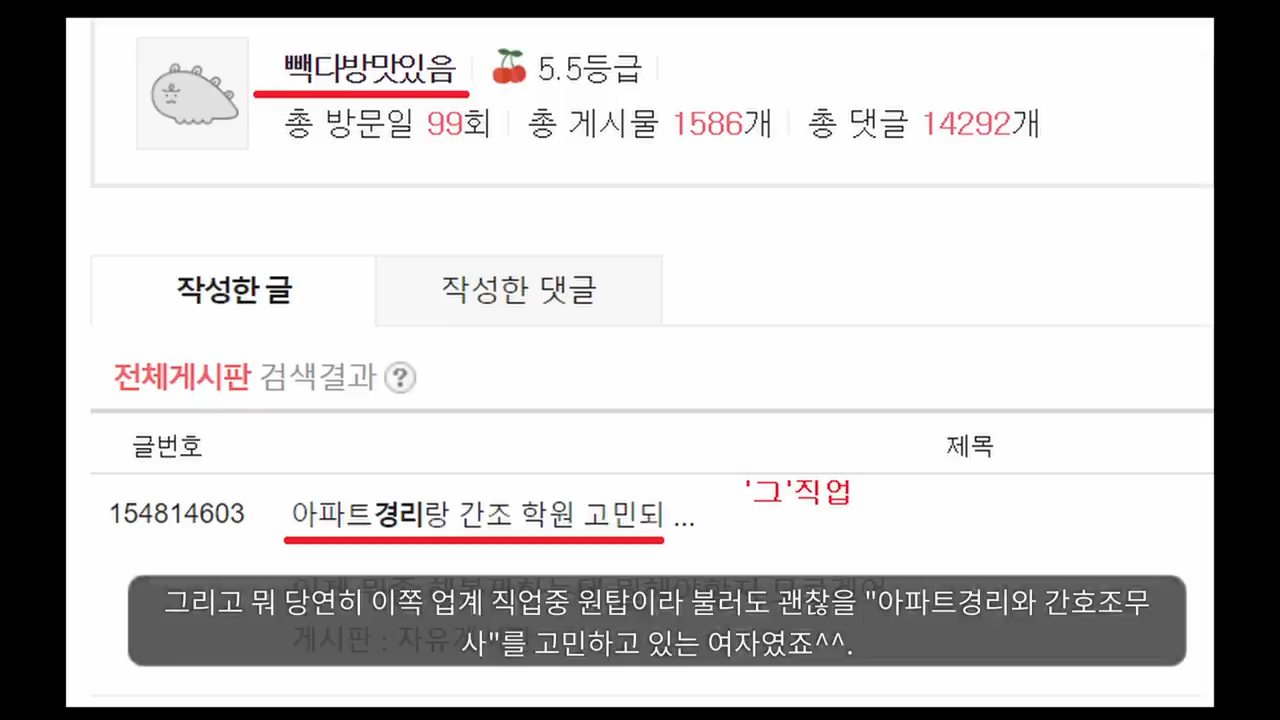 빽다방맛있음 5.5등급
총 방문일 99회 총 게시물 1586개 총 댓글 14292개
작성한 글 작성한 댓글
전체게시판 검색결과 ?
글번호 제목
'그'직업
154814603 아파트경리랑 간조 학원 고민되 ...
그리고 뭐 당연히 이쪽 업계 직업중 원탑이라 불러도 괜찮을 "아파트경리와 간호조무
사"를 고민하고 있는 여자였죠^^.
게시판 : 자유